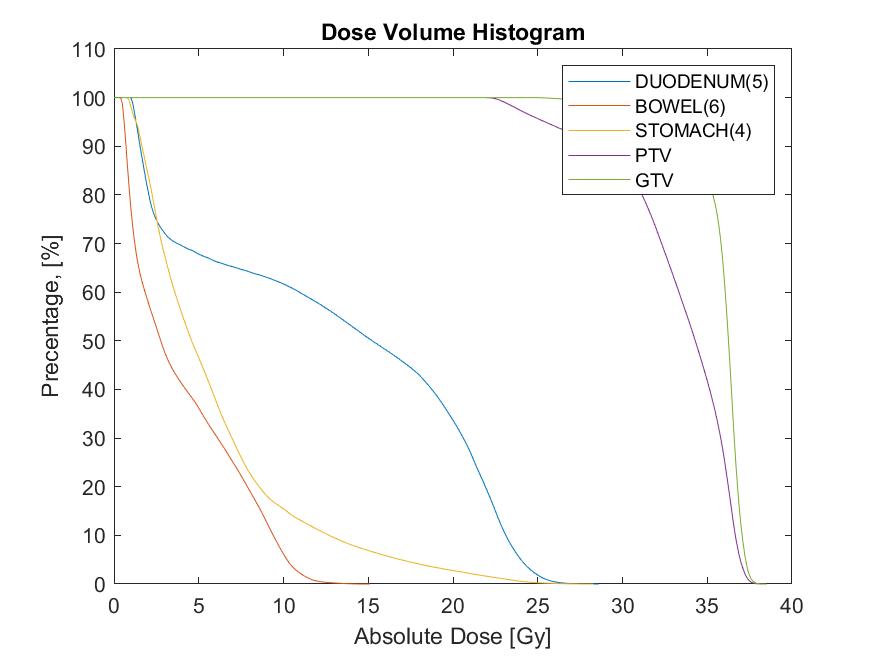 Dose Volume Histogram
110
100
90
80
70
60
50
40
30
20
10
0
Precentage, [%]
DUODENUM(5)
BOWEL(6)
STOMACH(4)
PTV
GTV
0 5 10 15 20 25 30 35 40
Absolute Dose [Gy]